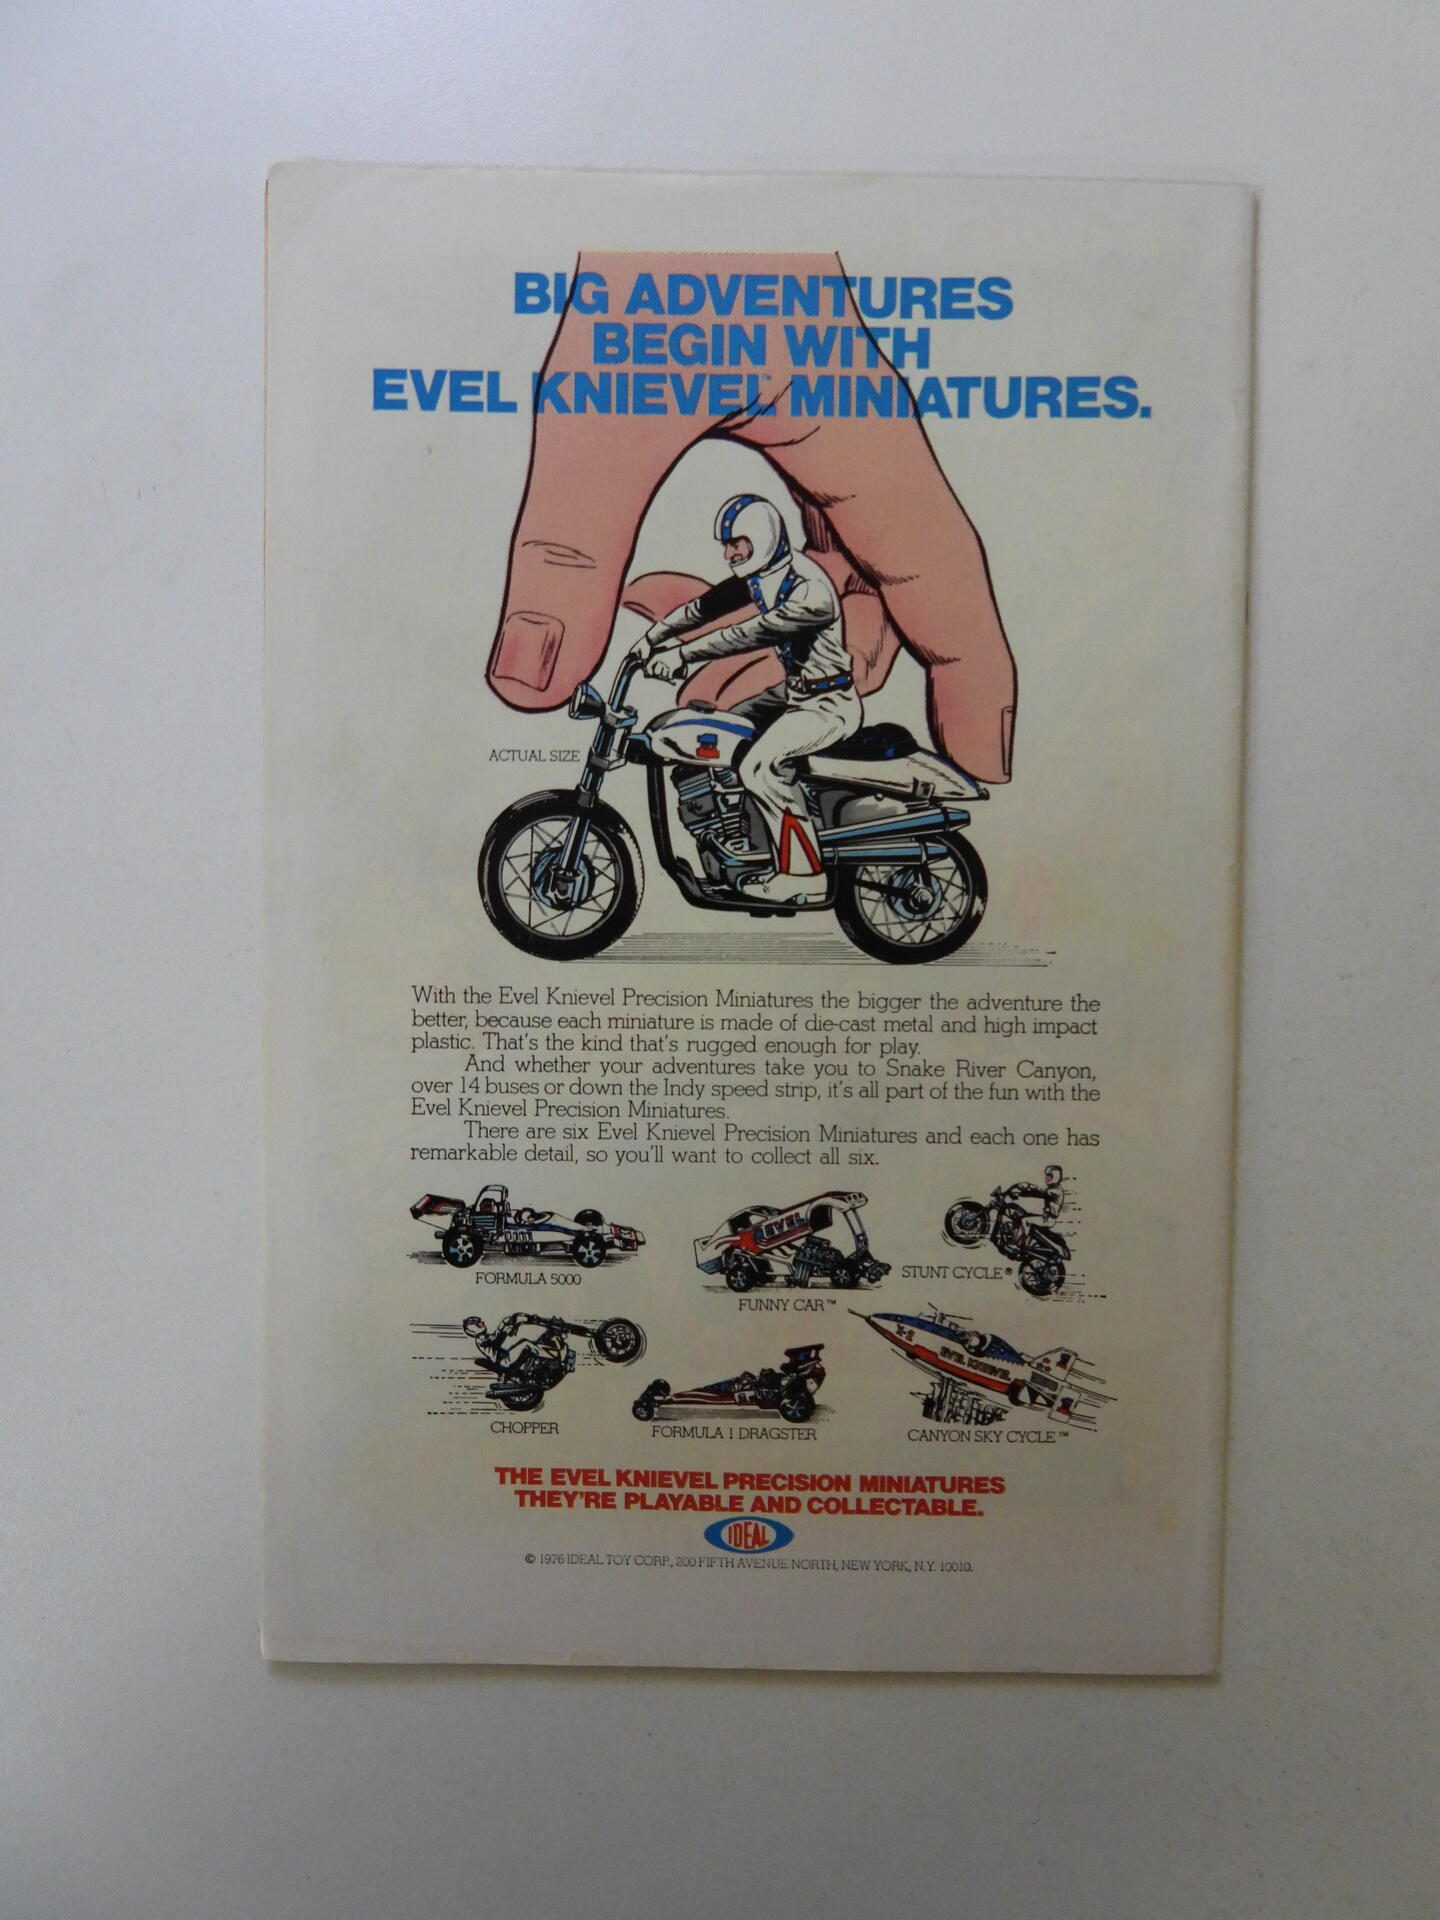 BIG ADVENTURES
BEGIN WITH
EVEL KNIEVEL™ MINIATURES.
ACTUAL SIZE
With the Evel Knievel Precision Miniatures the bigger the adventure the
better, because each miniature is made of die-cast metal and high impact
plastic. That's the kind that's rugged enough for play.
And whether your adventures take you to Snake River Canyon,
over 14 buses or down the Indy speed strip, it's all part of the fun with the
Evel Knievel Precision Miniatures.
There are six Evel Knievel Precision Miniatures and each one has
remarkable detail, so you'll want to collect all six.
EVEL
FORMULA 5000
FUNNY CAR™
STUNT CYCLE®
X-2
EVEL KNIEVEL
CHOPPER
FORMULA 1 DRAGSTER
CANYON SKY CYCLE™
THE EVEL KNIEVEL PRECISION MINIATURES
THEY'RE PLAYABLE AND COLLECTABLE.
IDEAL
© 1976 IDEAL TOY CORP., 200 FIFTH AVENUE NORTH, NEW YORK, N.Y. 10010.